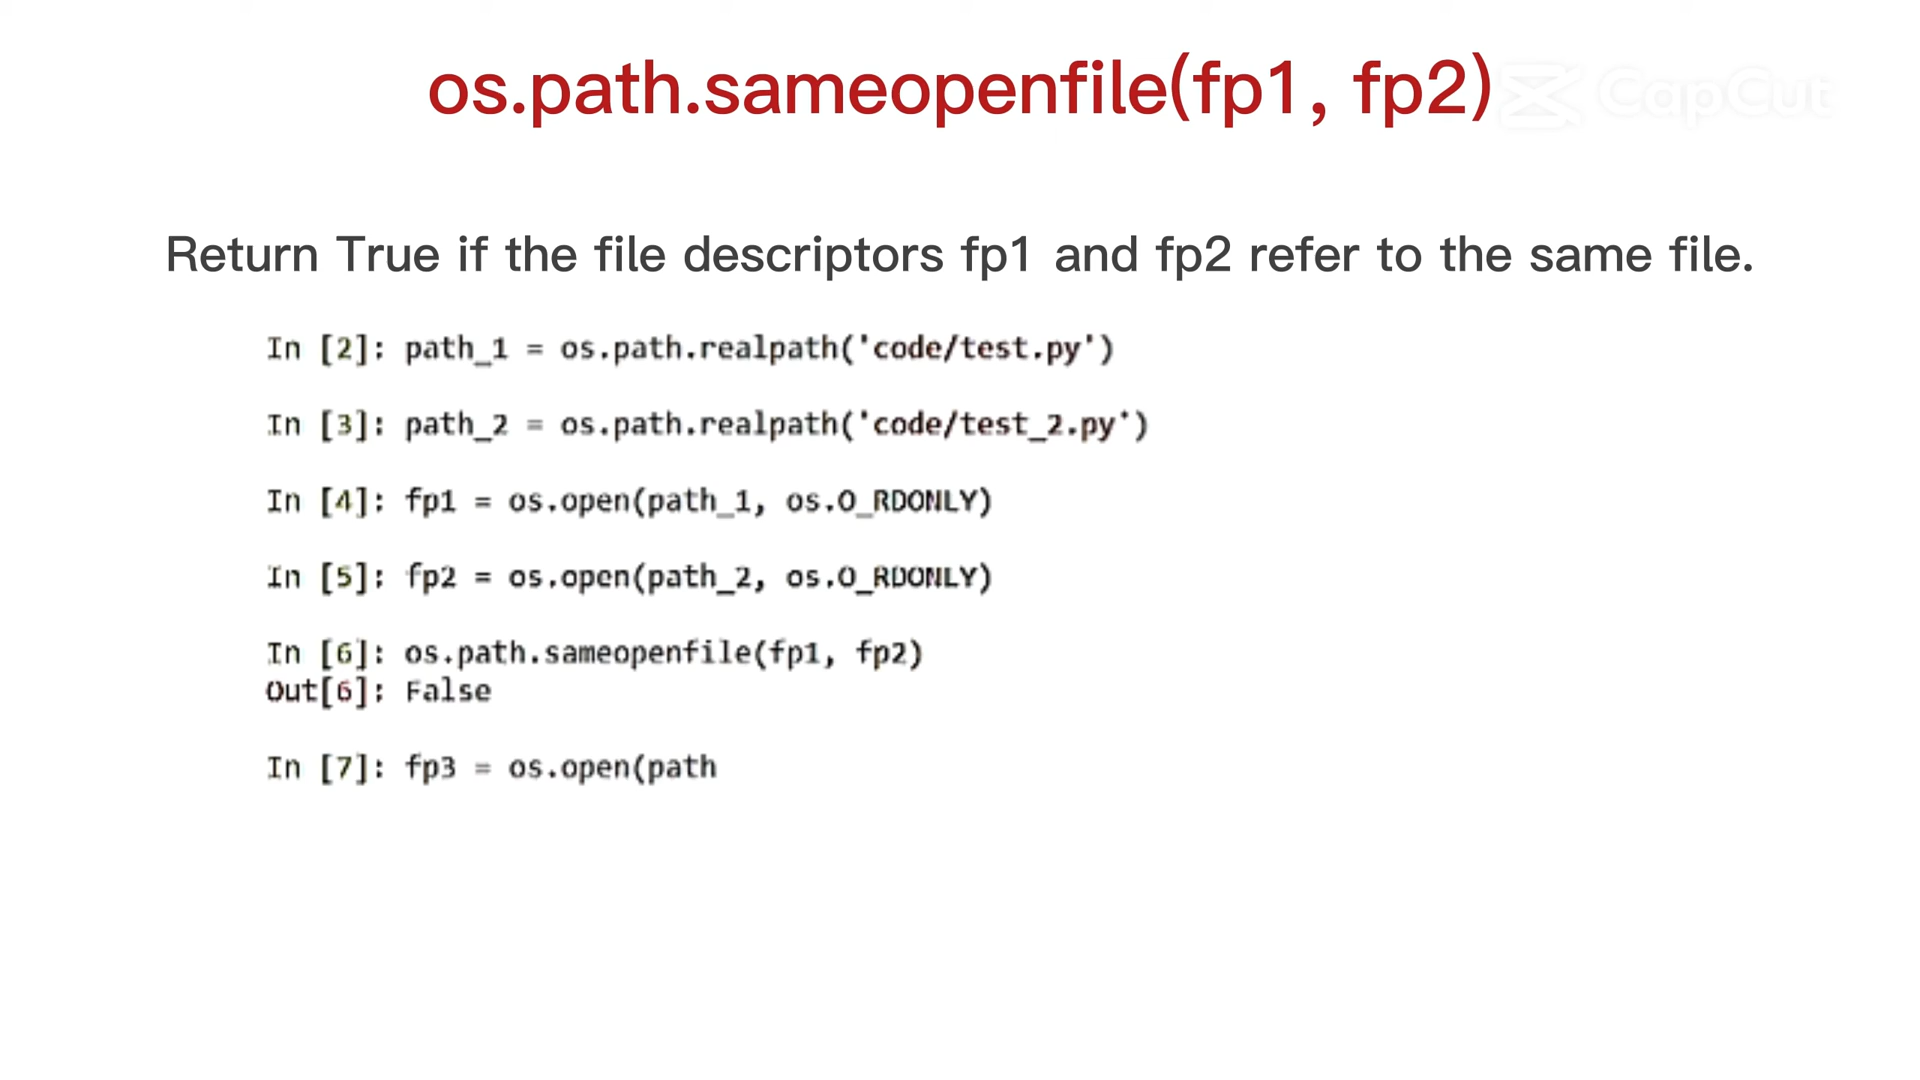 os.path.sameopenfile(fp1, fp2)
CapCut
Return True if the file descriptors fp1 and fp2 refer to the same file.
In [2]: path_1 = os.path.realpath('code/test.py')
In [3]: path_2 = os.path.realpath('code/test_2.py')
In [4]: fp1 = os.open(path_1, os.O_RDONLY)
In [5]: fp2 = os.open(path_2, os.O_RDONLY)
In [6]: os.path.sameopenfile(fp1, fp2)
Out[6]: False
In [7]: fp3 = os.open(path